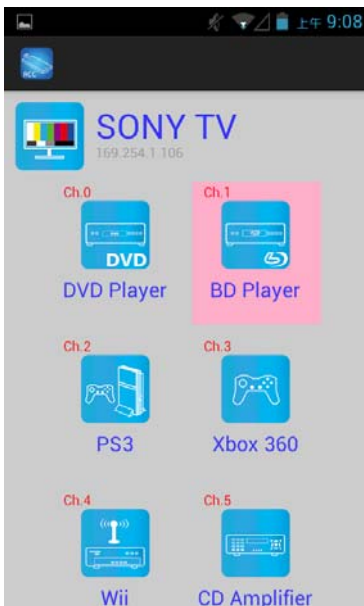 上午 9:08
ACC
SONY TV
169.254.1.106
Ch.0 Ch.1
DVD
DVD Player BD Player
Ch.2 Ch.3
PS3 Xbox 360
Ch.4 Ch.5
Wii CD Amplifier